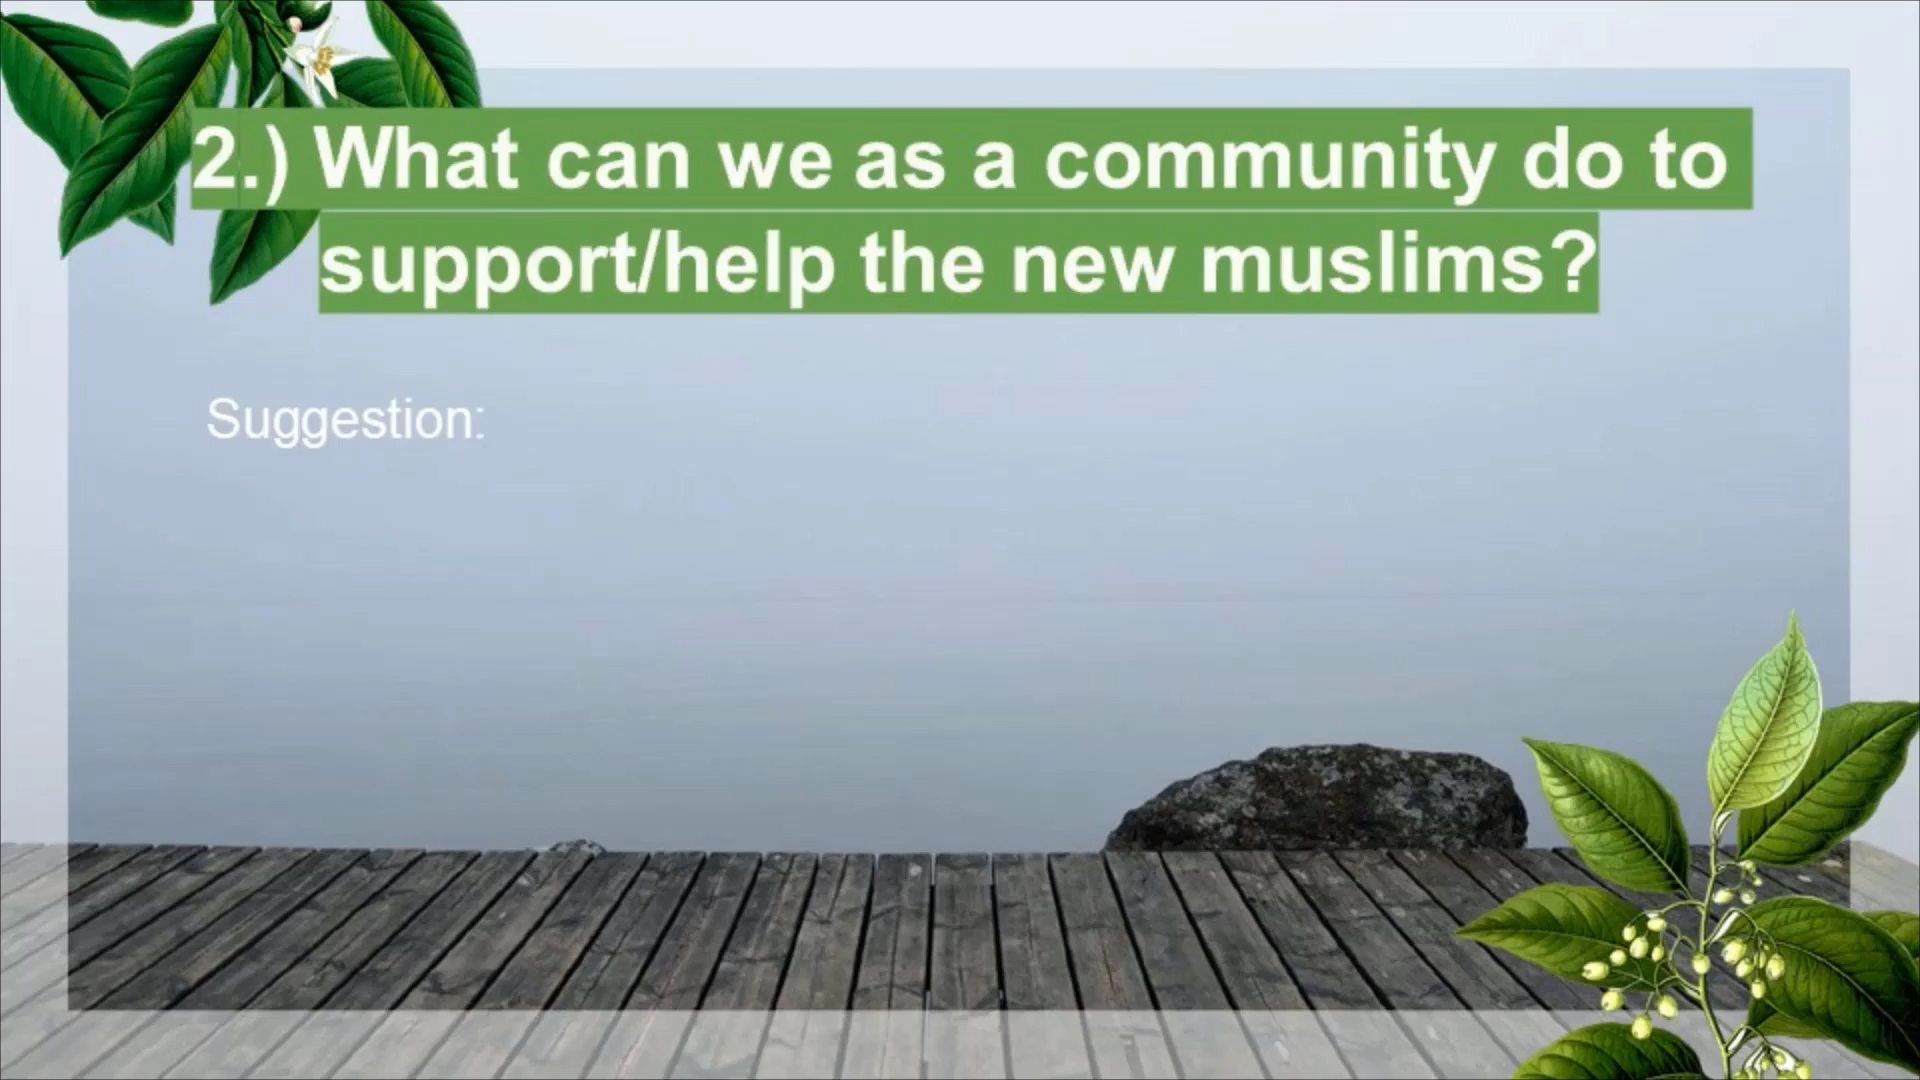 2.) What can we as a community do to
support/help the new muslims?
Suggestion: